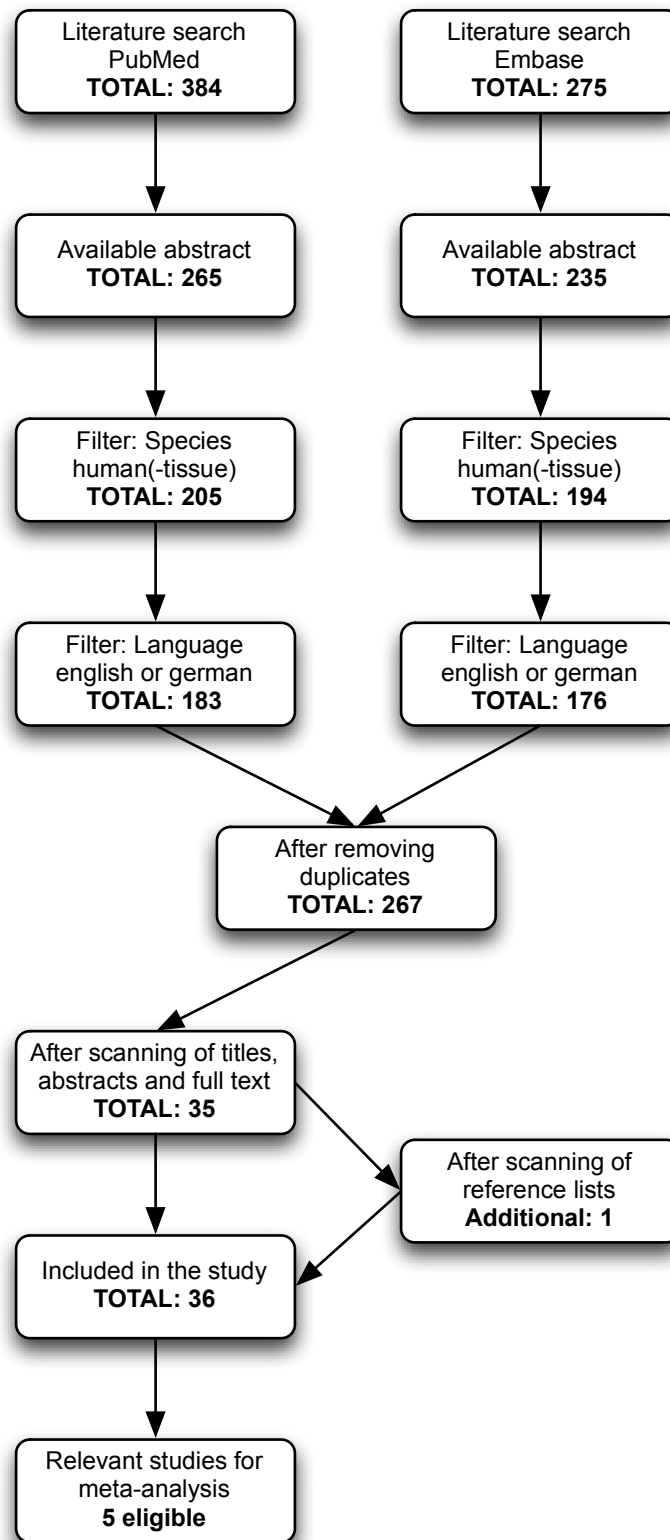 Literature search
PubMed
TOTAL: 384
Literature search
Embase
TOTAL: 275
Available abstract
TOTAL: 265
Available abstract
TOTAL: 235
Filter: Species
human(-tissue)
TOTAL: 205
Filter: Species
human(-tissue)
TOTAL: 194
Filter: Language
english or german
TOTAL: 183
Filter: Language
english or german
TOTAL: 176
After removing
duplicates
TOTAL: 267
After scanning of titles,
abstracts and full text
TOTAL: 35
After scanning of
reference lists
Additional: 1
Included in the study
TOTAL: 36
Relevant studies for
meta-analysis
5 eligible